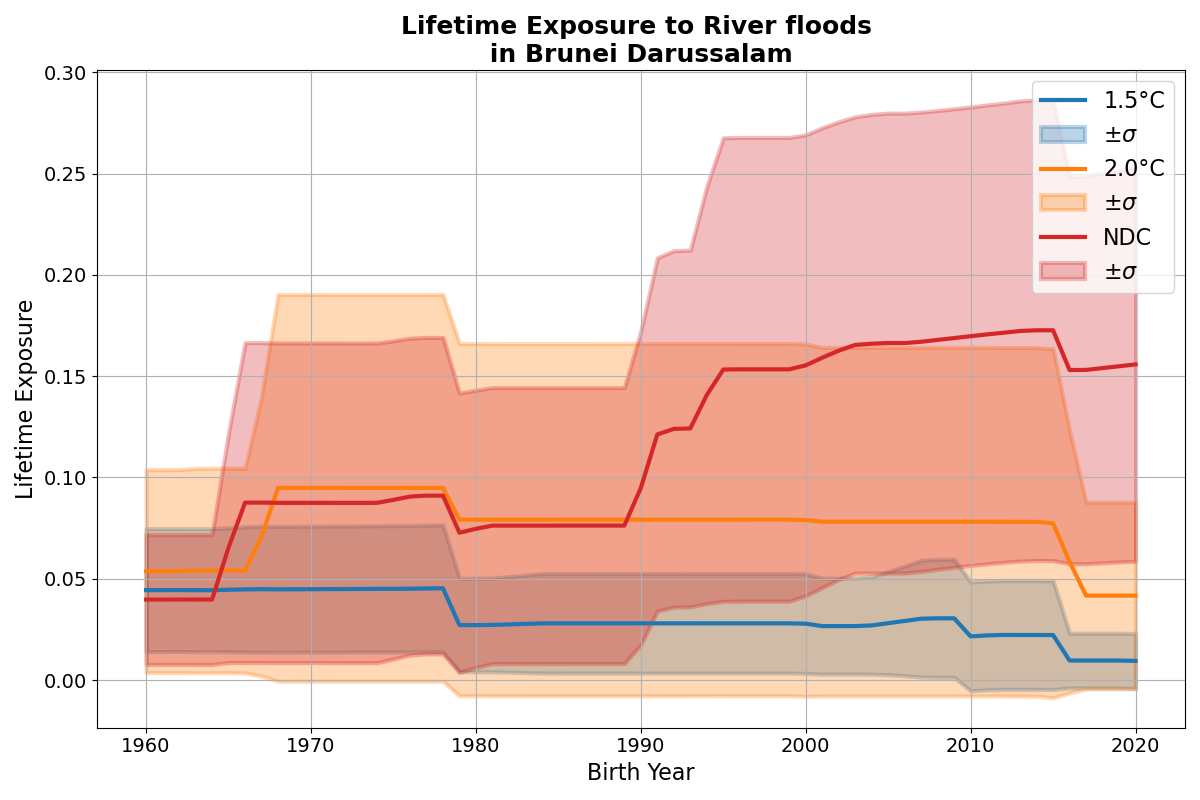 Lifetime Exposure to River floods
in Brunei Darussalam
Lifetime Exposure
0.30
0.25
0.20
0.15
0.10
0.05
0.00
1960
1970
1980
1990
2000
2010
2020
Birth Year
1.5°C
±σ
2.0°C
±σ
NDC
±σ